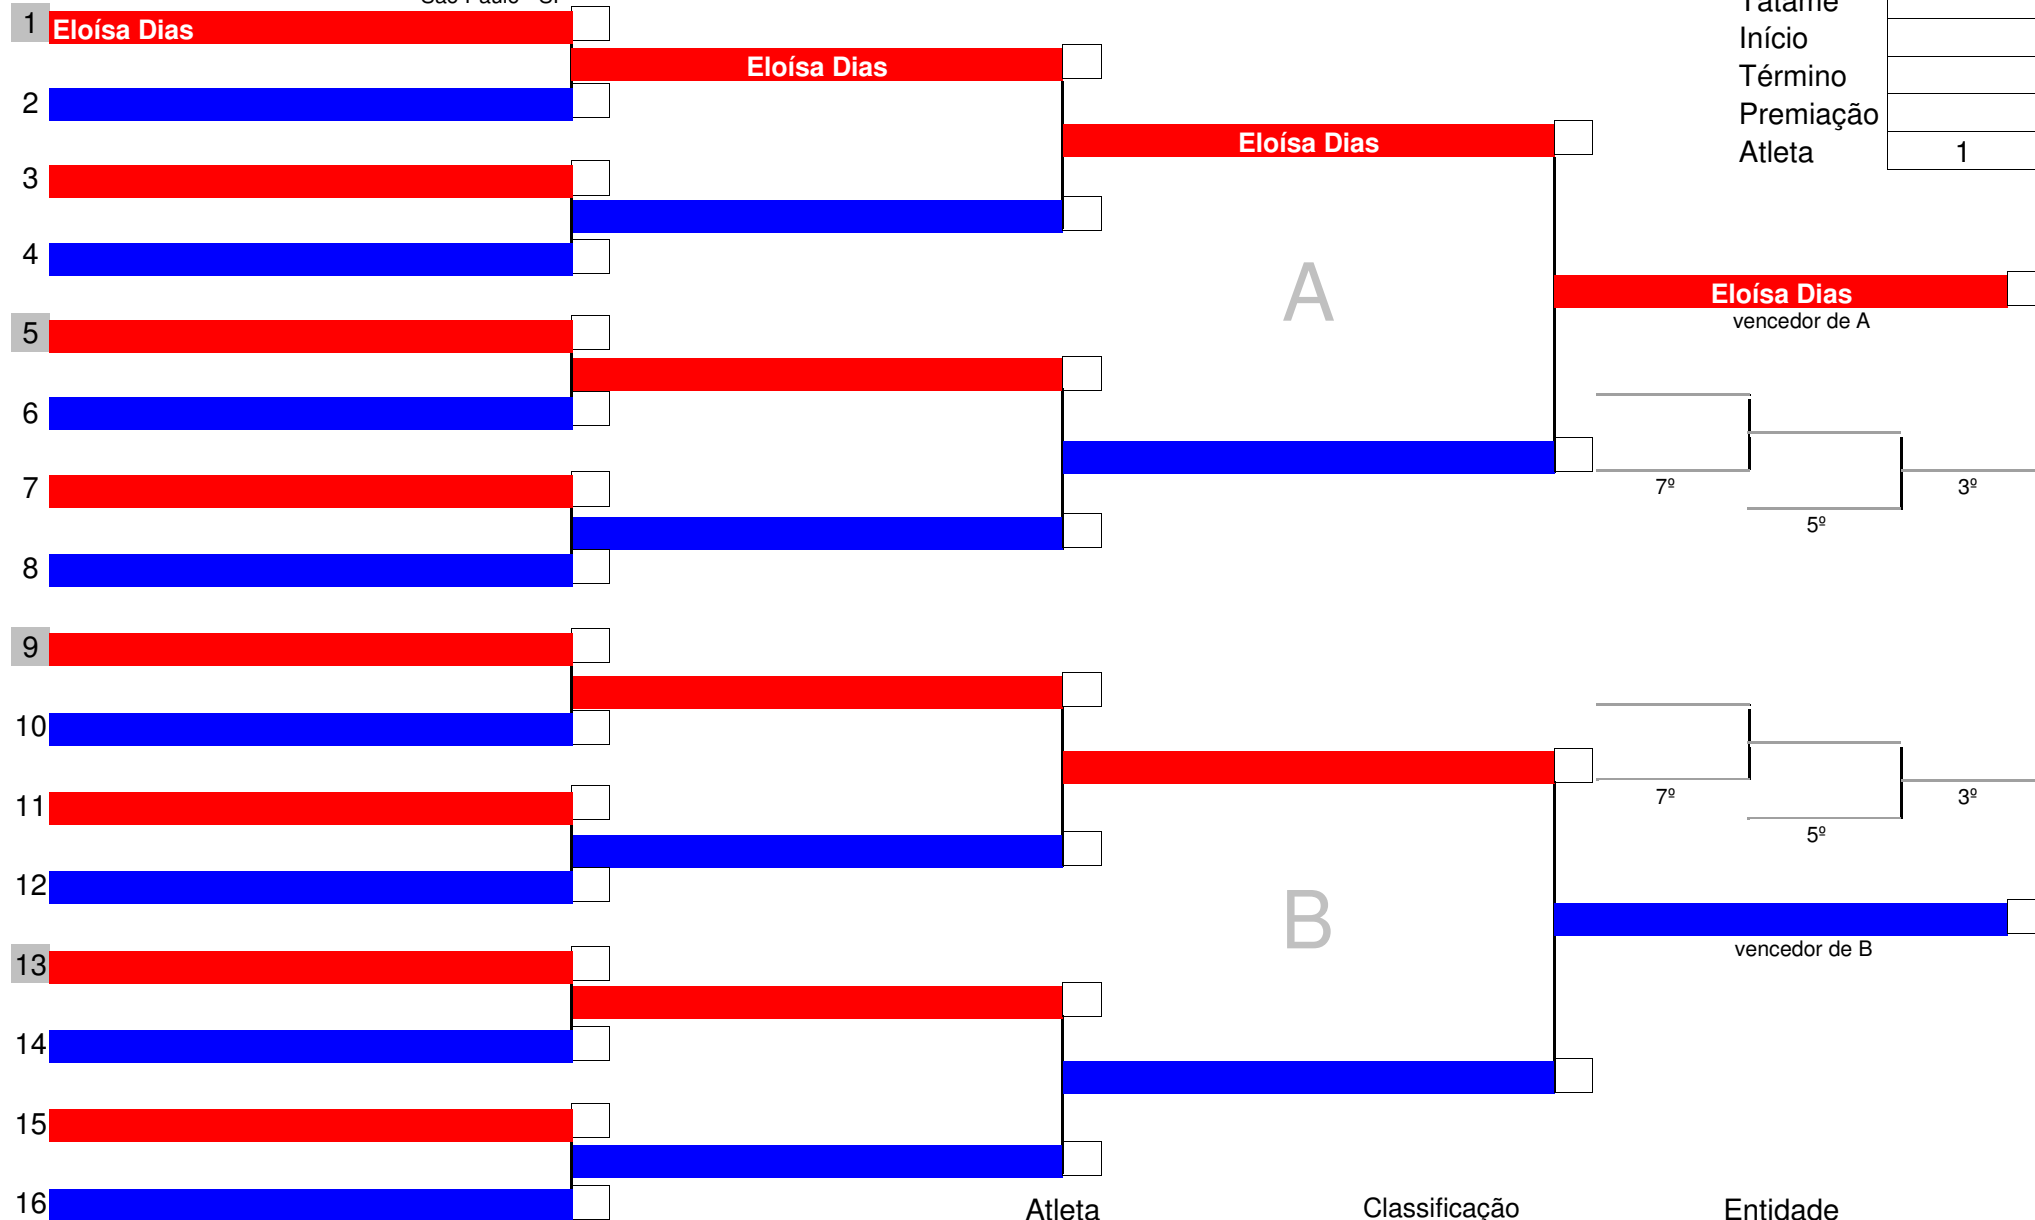 1 Eloísa Dias
Eloísa Dias
2
Eloísa Dias
3
4
Tatame
Início
Término
Premiação
Atleta 1
A
Eloísa Dias
vencedor de A
5
6
7
8
7º
5º
3º
9
10
11
12
B
7º
5º
3º
vencedor de B
13
14
15
16
Atleta Classificação Entidade